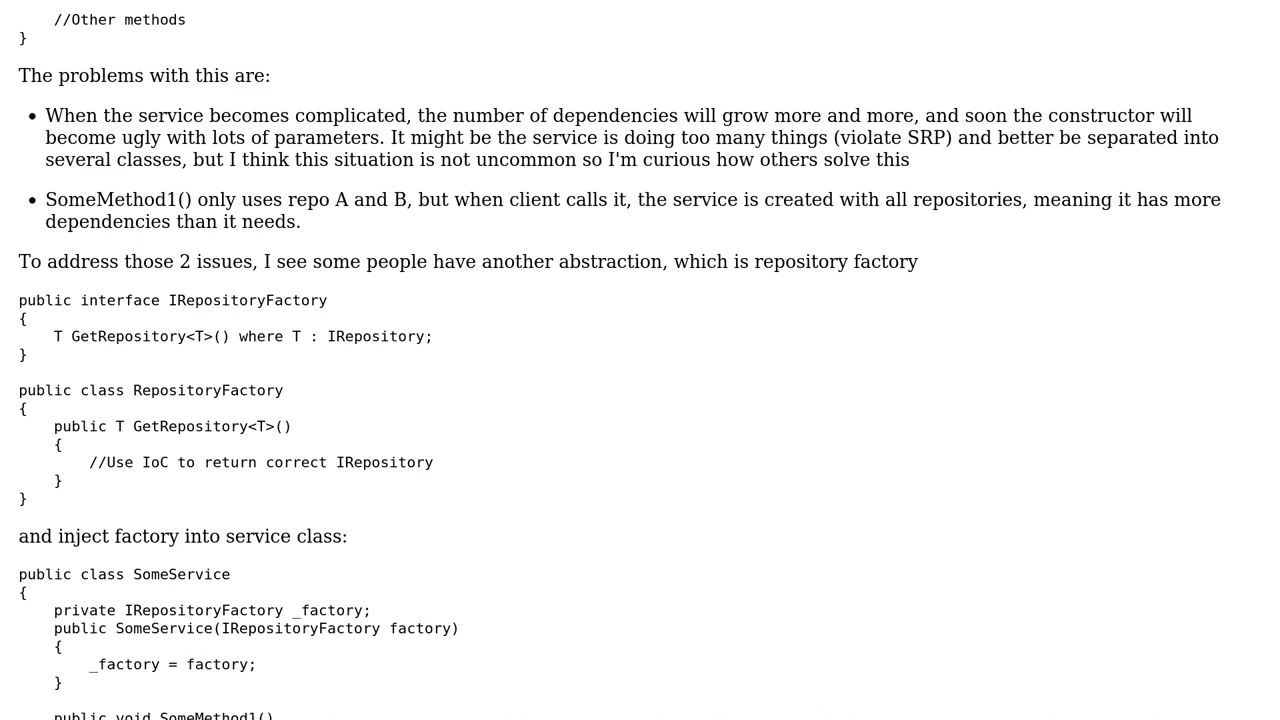 //Other methods
}
The problems with this are:
• When the service becomes complicated, the number of dependencies will grow more and more, and soon the constructor will
become ugly with lots of parameters. It might be the service is doing too many things (violate SRP) and better be separated into
several classes, but I think this situation is not uncommon so I'm curious how others solve this
• SomeMethod1() only uses repo A and B, but when client calls it, the service is created with all repositories, meaning it has more
dependencies than it needs.
To address those 2 issues, I see some people have another abstraction, which is repository factory
public interface IRepositoryFactory
{
    T GetRepository<T>() where T : IRepository;
}
public class RepositoryFactory
{
    public T GetRepository<T>()
    {
        //Use IoC to return correct IRepository
    }
}
and inject factory into service class:
public class SomeService
{
    private IRepositoryFactory _factory;
    public SomeService(IRepositoryFactory factory)
    {
        _factory = factory;
    }
    public void SomeMethod1()